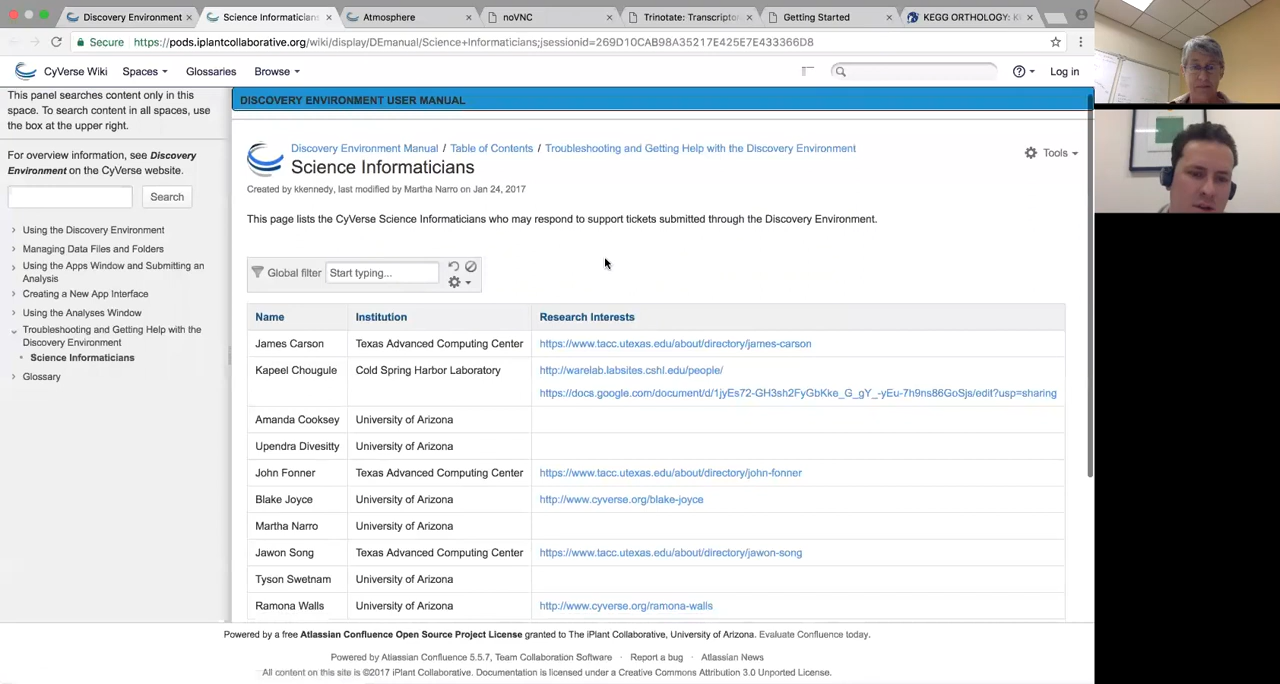 Discovery Environment
Science Informatician
Atmosphere
noVNC
Trinotate: Transcripto
Getting Started
KEGG ORTHOLOGY: K
Secure https://pods.iplantcollaborative.org/wiki/display/DEmanual/Science+Informaticians;jsessionid=269D10CAB98A35217E425E7E433366D8
CyVerse Wiki Spaces Glossaries Browse Log in
This panel searches content only in this
space. To search content in all spaces, use
the box at the upper right.
For overview information, see Discovery
Environment on the CyVerse website.
Search
Using the Discovery Environment
Managing Data Files and Folders
Using the Apps Window and Submitting an
Analysis
Creating a New App Interface
Using the Analyses Window
Troubleshooting and Getting Help with the
Discovery Environment
Science Informaticians
Glossary
DISCOVERY ENVIRONMENT USER MANUAL
Discovery Environment Manual / Table of Contents / Troubleshooting and Getting Help with the Discovery Environment
Science Informaticians
Tools
Created by kkennedy, last modified by Martha Narro on Jan 24, 2017
This page lists the CyVerse Science Informaticians who may respond to support tickets submitted through the Discovery Environment.
Global filter Start typing...
Name Institution Research Interests
James Carson Texas Advanced Computing Center https://www.tacc.utexas.edu/about/directory/james-carson
Kapeel Chougule Cold Spring Harbor Laboratory http://warelab.labsites.cshl.edu/people/
https://docs.google.com/document/d/1jyEs72-GH3sh2FyGbKke_G_gY_-yEu-7h9ns86GoSjs/edit?usp=sharing
Amanda Cooksey University of Arizona
Upendra Divesitty University of Arizona
John Fonner Texas Advanced Computing Center https://www.tacc.utexas.edu/about/directory/john-fonner
Blake Joyce University of Arizona http://www.cyverse.org/blake-joyce
Martha Narro University of Arizona
Jawon Song Texas Advanced Computing Center https://www.tacc.utexas.edu/about/directory/jawon-song
Tyson Swetnam University of Arizona
Ramona Walls University of Arizona http://www.cyverse.org/ramona-walls
Powered by a free Atlassian Confluence Open Source Project License granted to The iPlant Collaborative, University of Arizona. Evaluate Confluence today.
Powered by Atlassian Confluence 5.5.7, Team Collaboration Software · Report a bug · Atlassian News
All content on this site is ©2017 iPlant Collaborative. Documentation is licensed under a Creative Commons Attribution 3.0 Unported License.